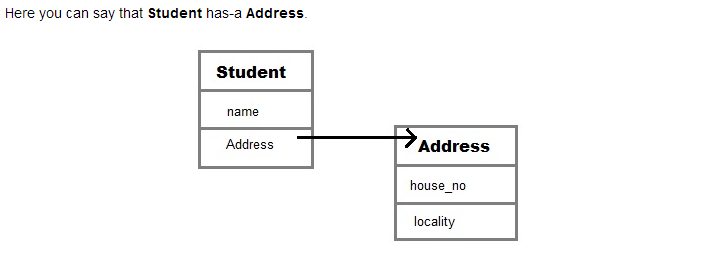 Here you can say that Student has-a Address.
Student
name
Address
Address
house_no
locality